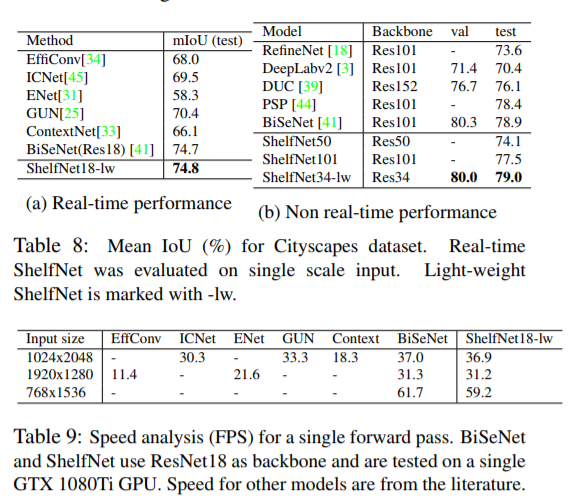 Method mIoU (test)
EffiConv[34] 68.0
ICNet[45] 69.5
ENet[31] 58.3
GUN[25] 70.4
ContextNet[33] 66.1
BiSeNet(Res18) [41] 74.7
ShelfNet18-lw 74.8
(a) Real-time performance
Model Backbone val test
RefineNet [18] Res101 - 73.6
DeepLabv2 [3] Res101 71.4 70.4
DUC [39] Res152 76.7 76.1
PSP [44] Res101 - 78.4
BiSeNet [41] Res101 80.3 78.9
ShelfNet50 Res50 - 74.1
ShelfNet101 Res101 - 77.5
ShelfNet34-lw Res34 80.0 79.0
(b) Non real-time performance
Table 8: Mean IoU (%) for Cityscapes dataset. Real-time
ShelfNet was evaluated on single scale input. Light-weight
ShelfNet is marked with -lw.
Input size EffConv ICNet ENet GUN Context BiSeNet ShelfNet18-lw
1024x2048 - 30.3 - 33.3 18.3 37.0 36.9
1920x1280 11.4 - 21.6 - - 31.3 31.2
768x1536 - - - - - 61.7 59.2
Table 9: Speed analysis (FPS) for a single forward pass. BiSeNet
and ShelfNet use ResNet18 as backbone and are tested on a single
GTX 1080Ti GPU. Speed for other models are from the literature.